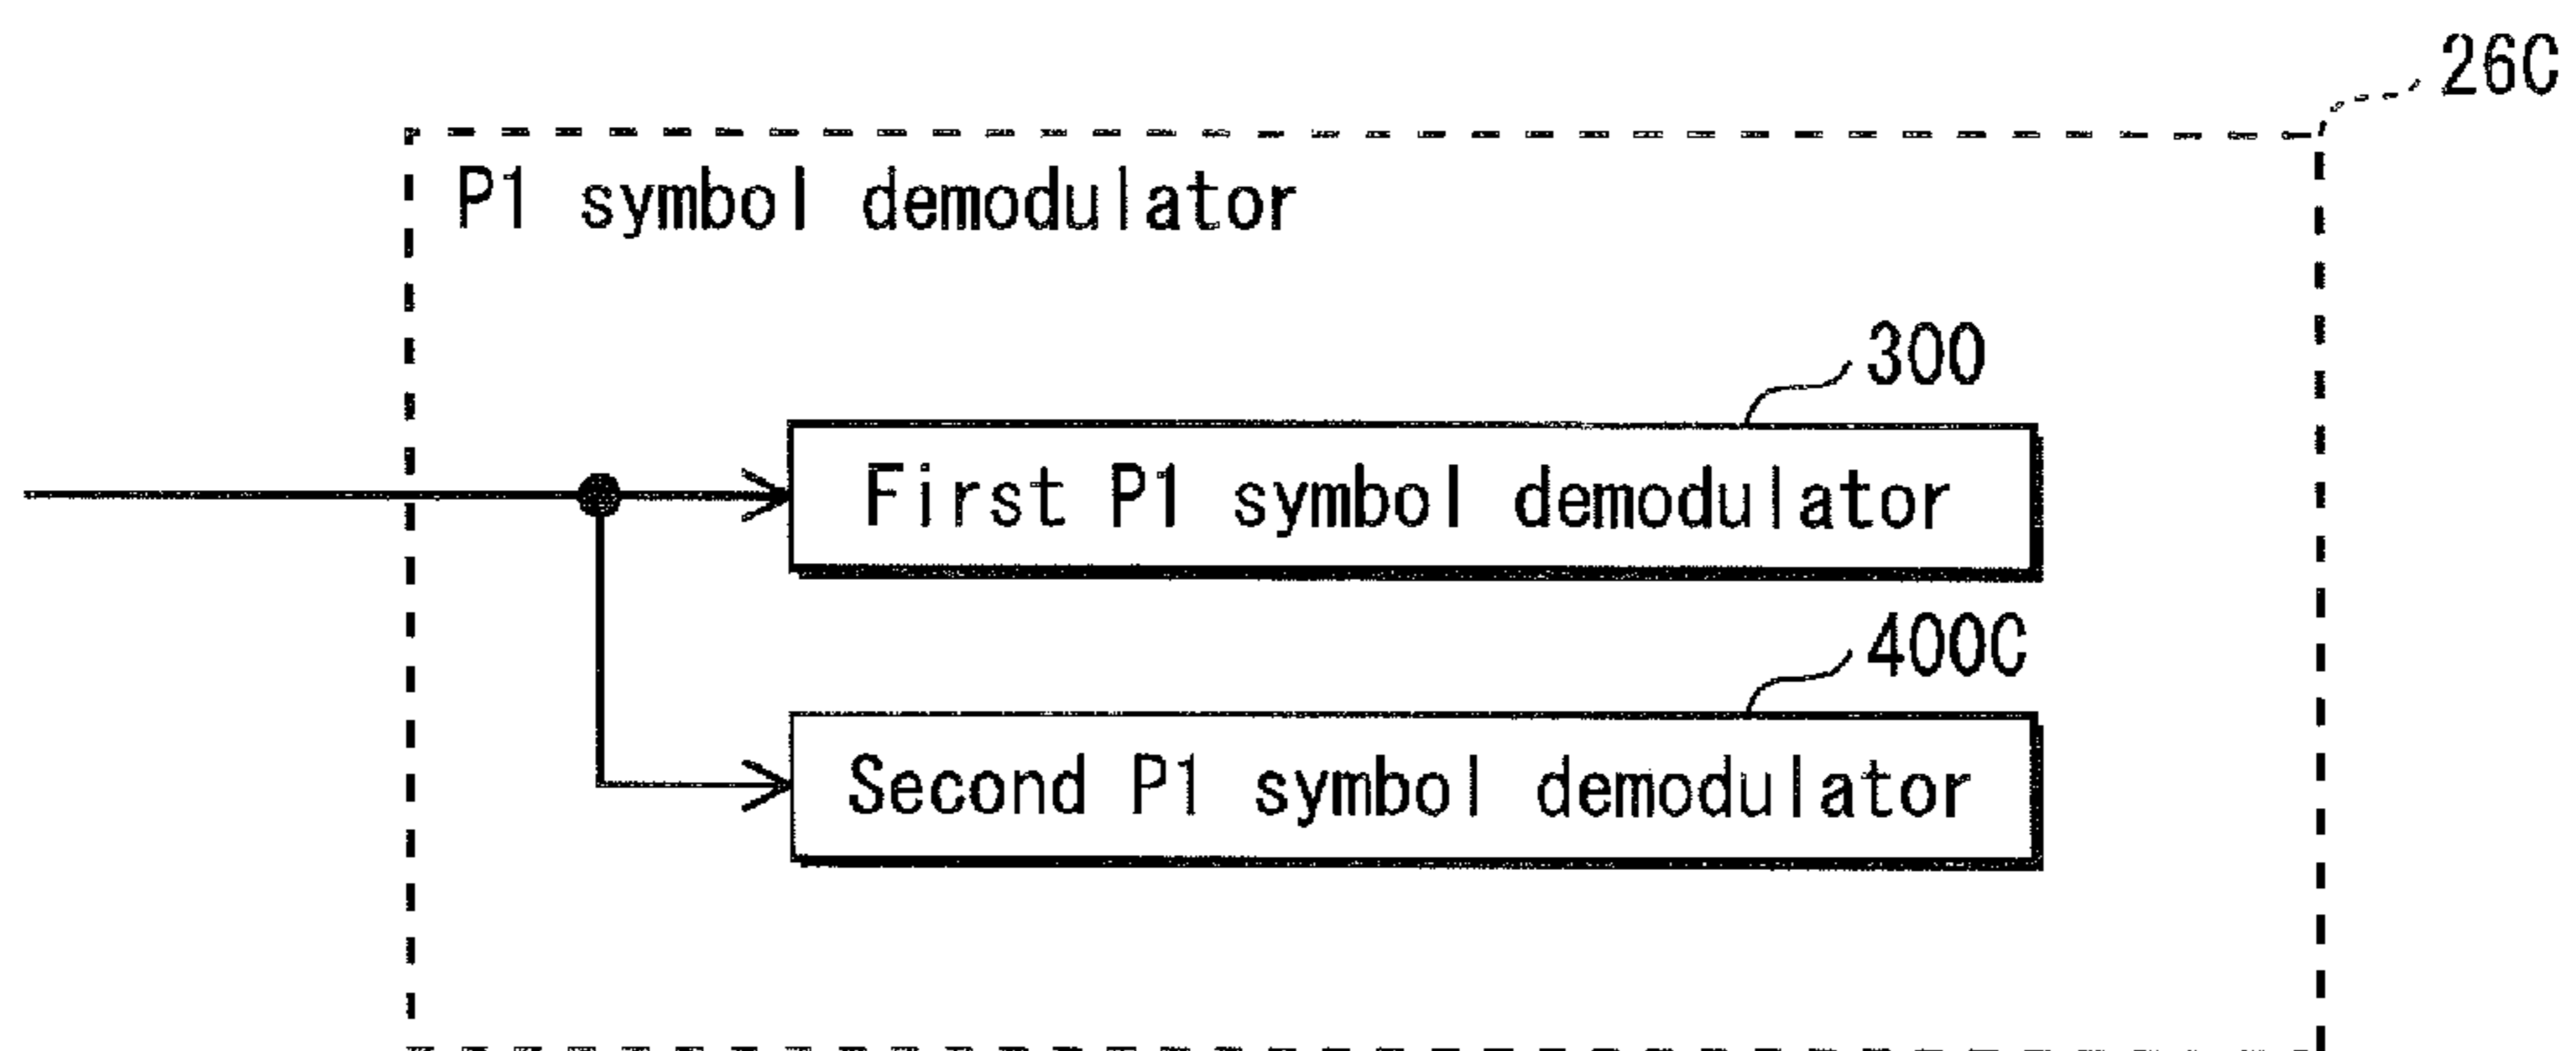 26C
P1 symbol demodulator
300
First P1 symbol demodulator
400C
Second P1 symbol demodulator